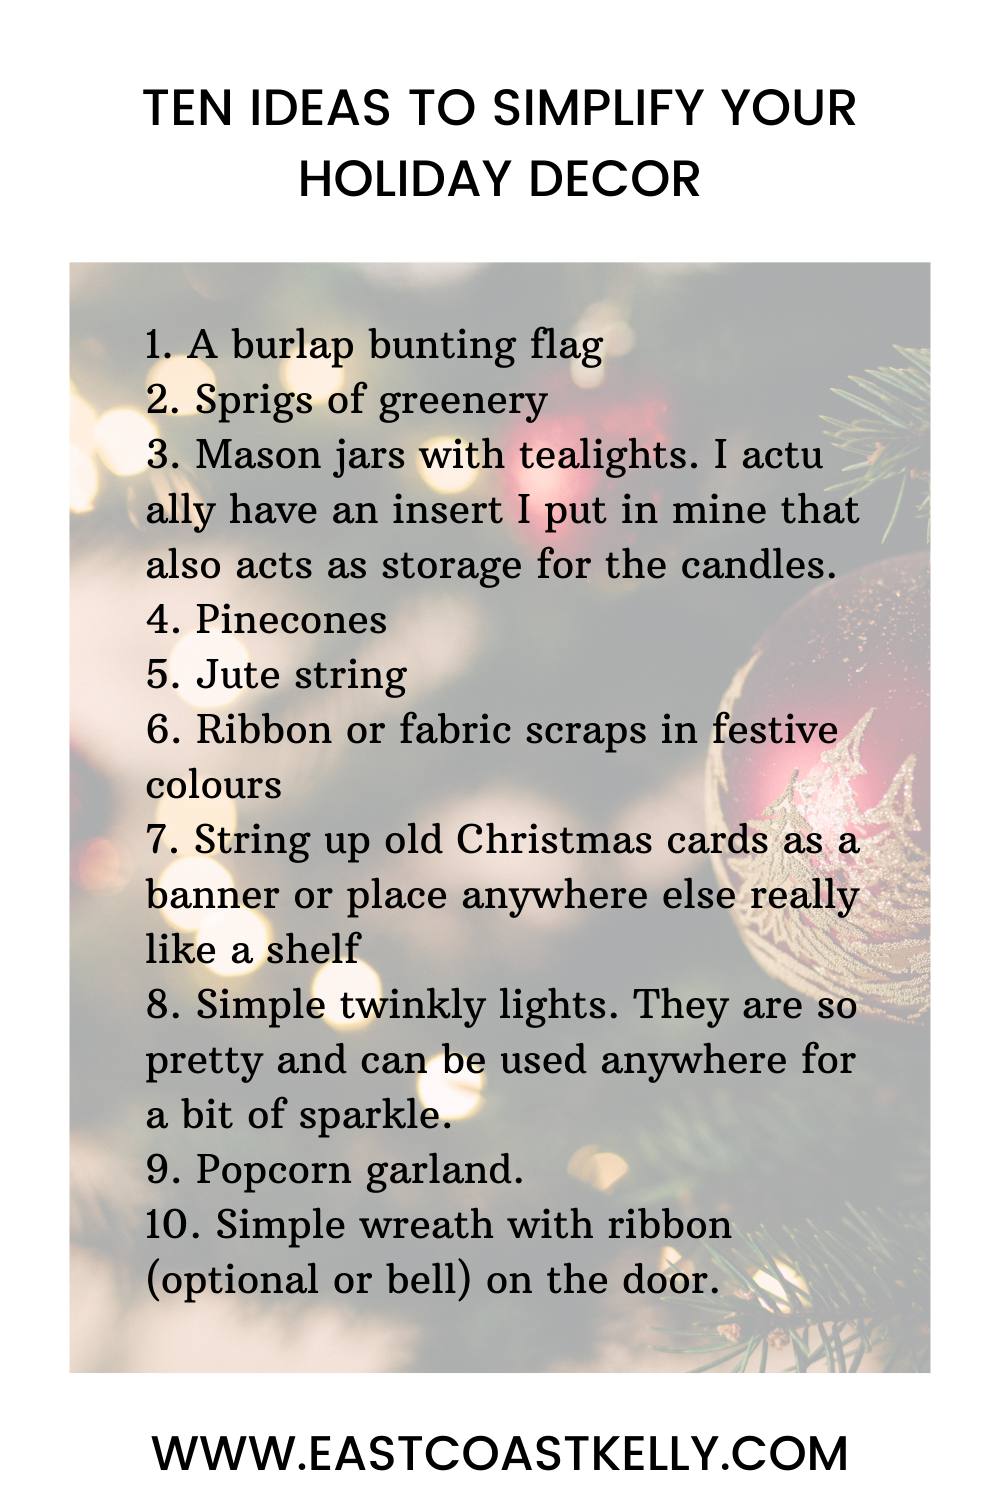 TEN IDEAS TO SIMPLIFY YOUR
HOLIDAY DECOR
1. A burlap bunting flag
2. Sprigs of greenery
3. Mason jars with tealights. I actu
ally have an insert I put in mine that
also acts as storage for the candles.
4. Pinecones
5. Jute string
6. Ribbon or fabric scraps in festive
colours
7. String up old Christmas cards as a
banner or place anywhere else really
like a shelf
8. Simple twinkly lights. They are so
pretty and can be used anywhere for
a bit of sparkle.
9. Popcorn garland.
10. Simple wreath with ribbon
(optional or bell) on the door.
WWW.EASTCOASTKELLY.COM